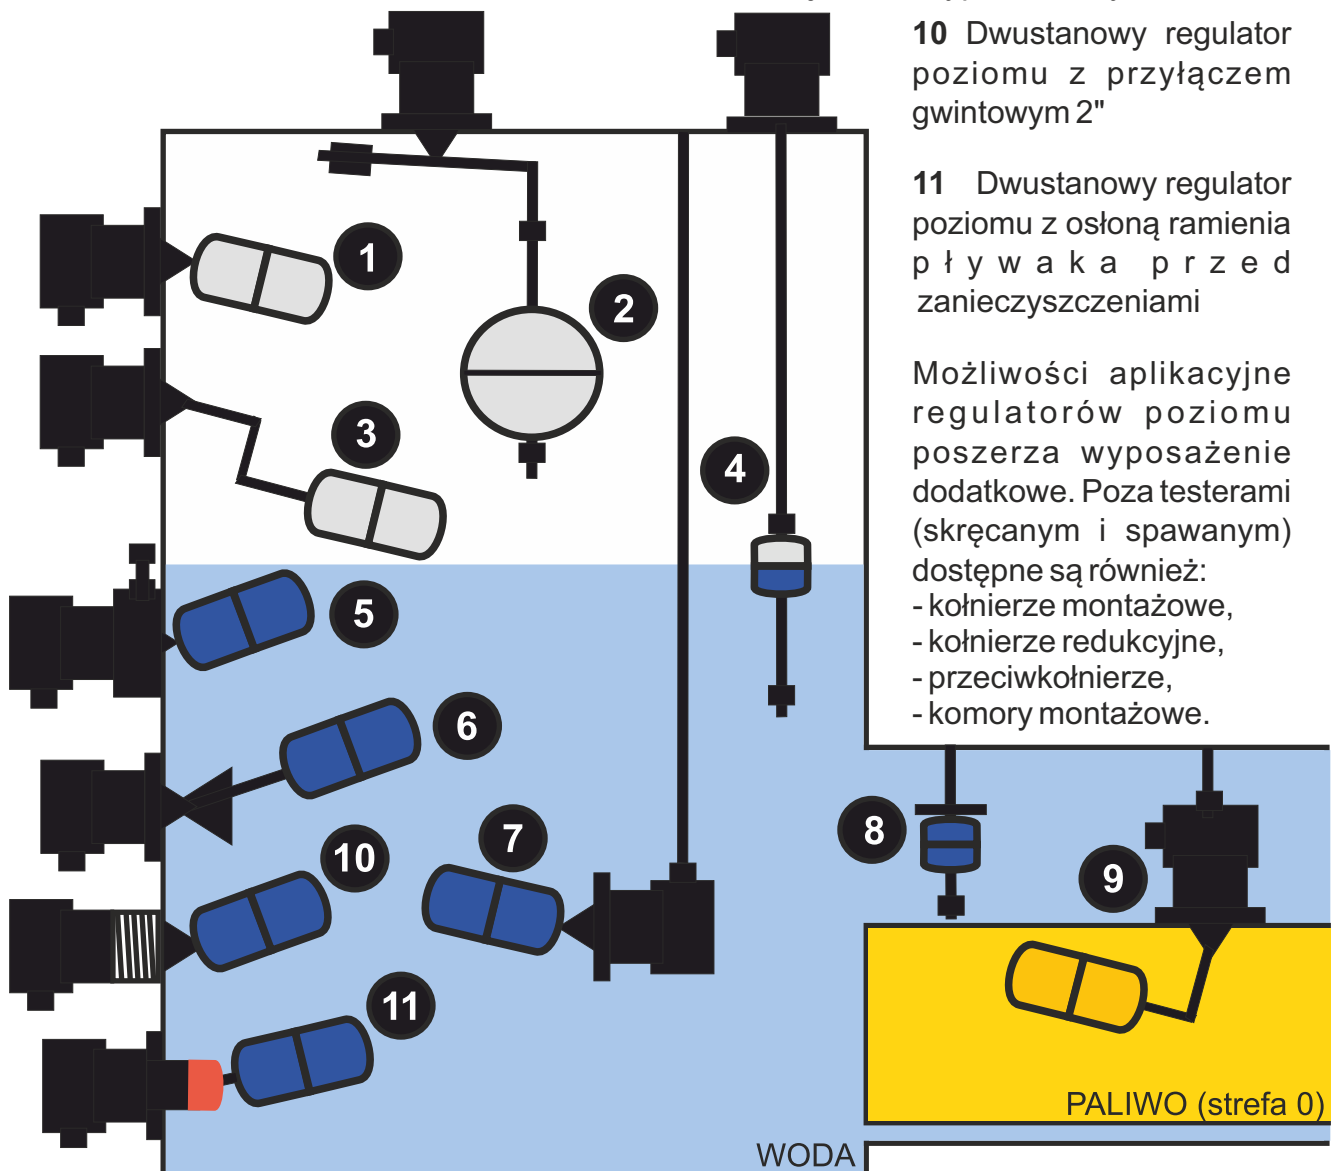 10 Dwustanowy regulator
poziomu z przyłączem
gwintowym 2"
11 Dwustanowy regulator
poziomu z osłoną ramienia
pływaka przed
zanieczyszczeniami
Możliwości aplikacyjne
regulatorów poziomu
poszerza wyposażenie
dodatkowe. Poza testerami
(skręcanym i spawanym)
dostępne są również:
- kołnierze montażowe,
- kołnierze redukcyjne,
- przeciwkołnierze,
- komory montażowe.
1
2
3
4
5
6
7
8
9
10
11
PALIWO (strefa 0)
WODA